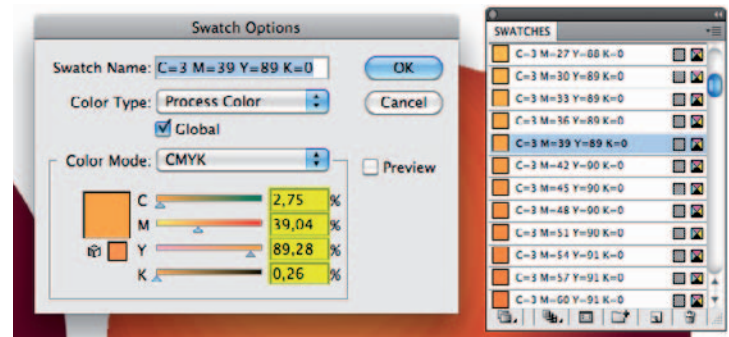 Swatch Options
Swatch Name: C=3 M=39 Y=89 K=0
OK
Color Type: Process Color
Cancel
Global
Color Mode: CMYK
Preview
C 2,75 %
M 39,04 %
Y 89,28 %
K 0,26 %
SWATCHES
C=3 M=27 Y=88 K=0
C=3 M=30 Y=89 K=0
C=3 M=33 Y=89 K=0
C=3 M=36 Y=89 K=0
C=3 M=39 Y=89 K=0
C=3 M=42 Y=90 K=0
C=3 M=45 Y=90 K=0
C=3 M=48 Y=90 K=0
C=3 M=51 Y=90 K=0
C=3 M=54 Y=91 K=0
C=3 M=57 Y=91 K=0
C=3 M=60 Y=91 K=0